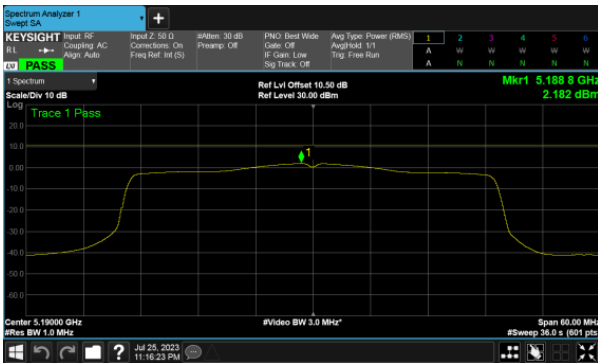 Spectrum Analyzer 1
Swept SA
+
KEYSIGHT
RL
LM PASS
Input: RF
Coupling: AC
Align: Auto
Input Z: 50 Ω
Corrections: On
Freq Ref: Int (S)
#Atten: 30 dB
Preamp: Off
PNO: Best Wide
Gate: Off
IF Gain: Low
Sig Track: Off
Avg Type: Power (RMS)
Avg|Hold: 1/1
Trig: Free Run
1 2 3 4 5 6
A W W W W W
A N N N N N
1 Spectrum
Scale/Div 10 dB
Ref Lvl Offset 10.50 dB
Ref Level 30.00 dBm
Mkr1 5.188 8 GHz
2.182 dBm
Log
Trace 1 Pass
20.0
10.0
0.00
-10.0
-20.0
-30.0
-40.0
-50.0
-60.0
1
Center 5.19000 GHz
#Res BW 1.0 MHz
#Video BW 3.0 MHz*
Span 60.00 MHz
#Sweep 36.0 s (601 pts)
?
Jul 25, 2023
11:16:23 PM